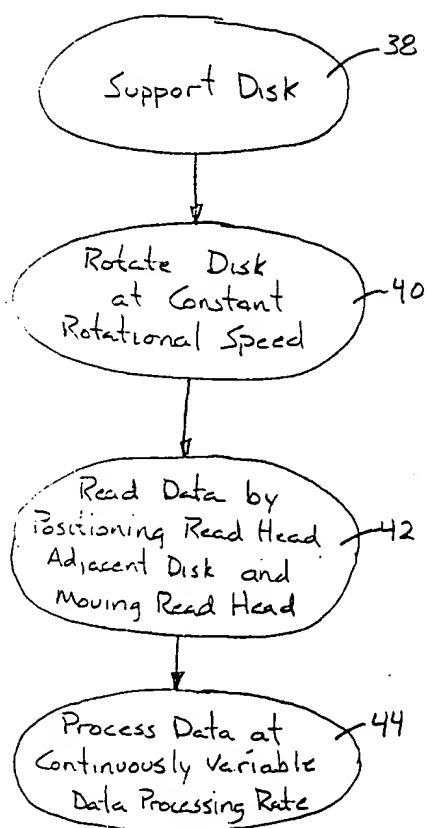 Support Disk
38
Rotate Disk
at Constant
Rotational Speed
40
Read Data by
Positioning Read Head
Adjacent Disk and
Moving Read Head
42
Process Data at
Continuously Variable
Data Processing Rate
44